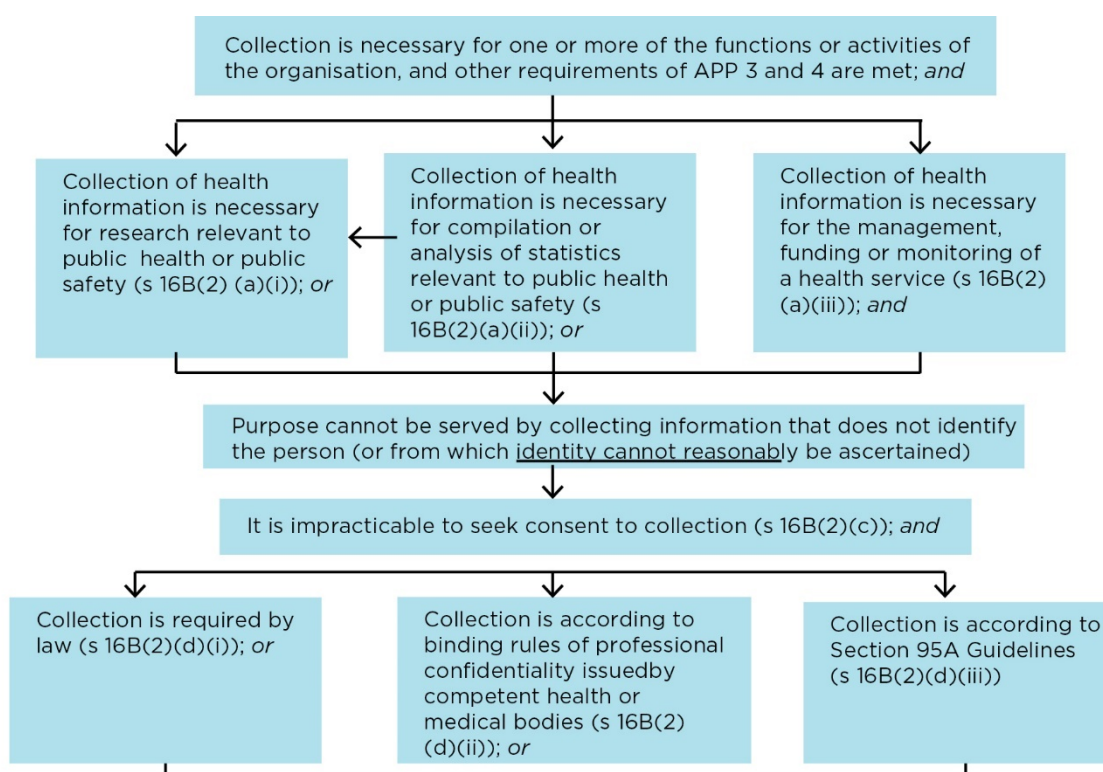 Collection is necessary for one or more of the functions or activities of
the organisation, and other requirements of APP 3 and 4 are met; and
Collection of health
information is necessary
for research relevant to
public  health or public
safety (s 16B(2) (a)(i)); or
Collection of health
information is necessary
for compilation or
analysis of statistics
relevant to public health
or public safety (s
16B(2)(a)(ii)); or
Collection of health
information is necessary
for the management,
funding or monitoring of
a health service (s 16B(2)
(a)(iii)); and
Purpose cannot be served by collecting information that does not identify
the person (or from which identity cannot reasonably be ascertained)
It is impracticable to seek consent to collection (s 16B(2)(c)); and
Collection is required by
law (s 16B(2)(d)(i)); or
Collection is according to
binding rules of professional
confidentiality issuedby
competent health or
medical bodies (s 16B(2)
(d)(ii)); or
Collection is according to
Section 95A Guidelines
(s 16B(2)(d)(iii))